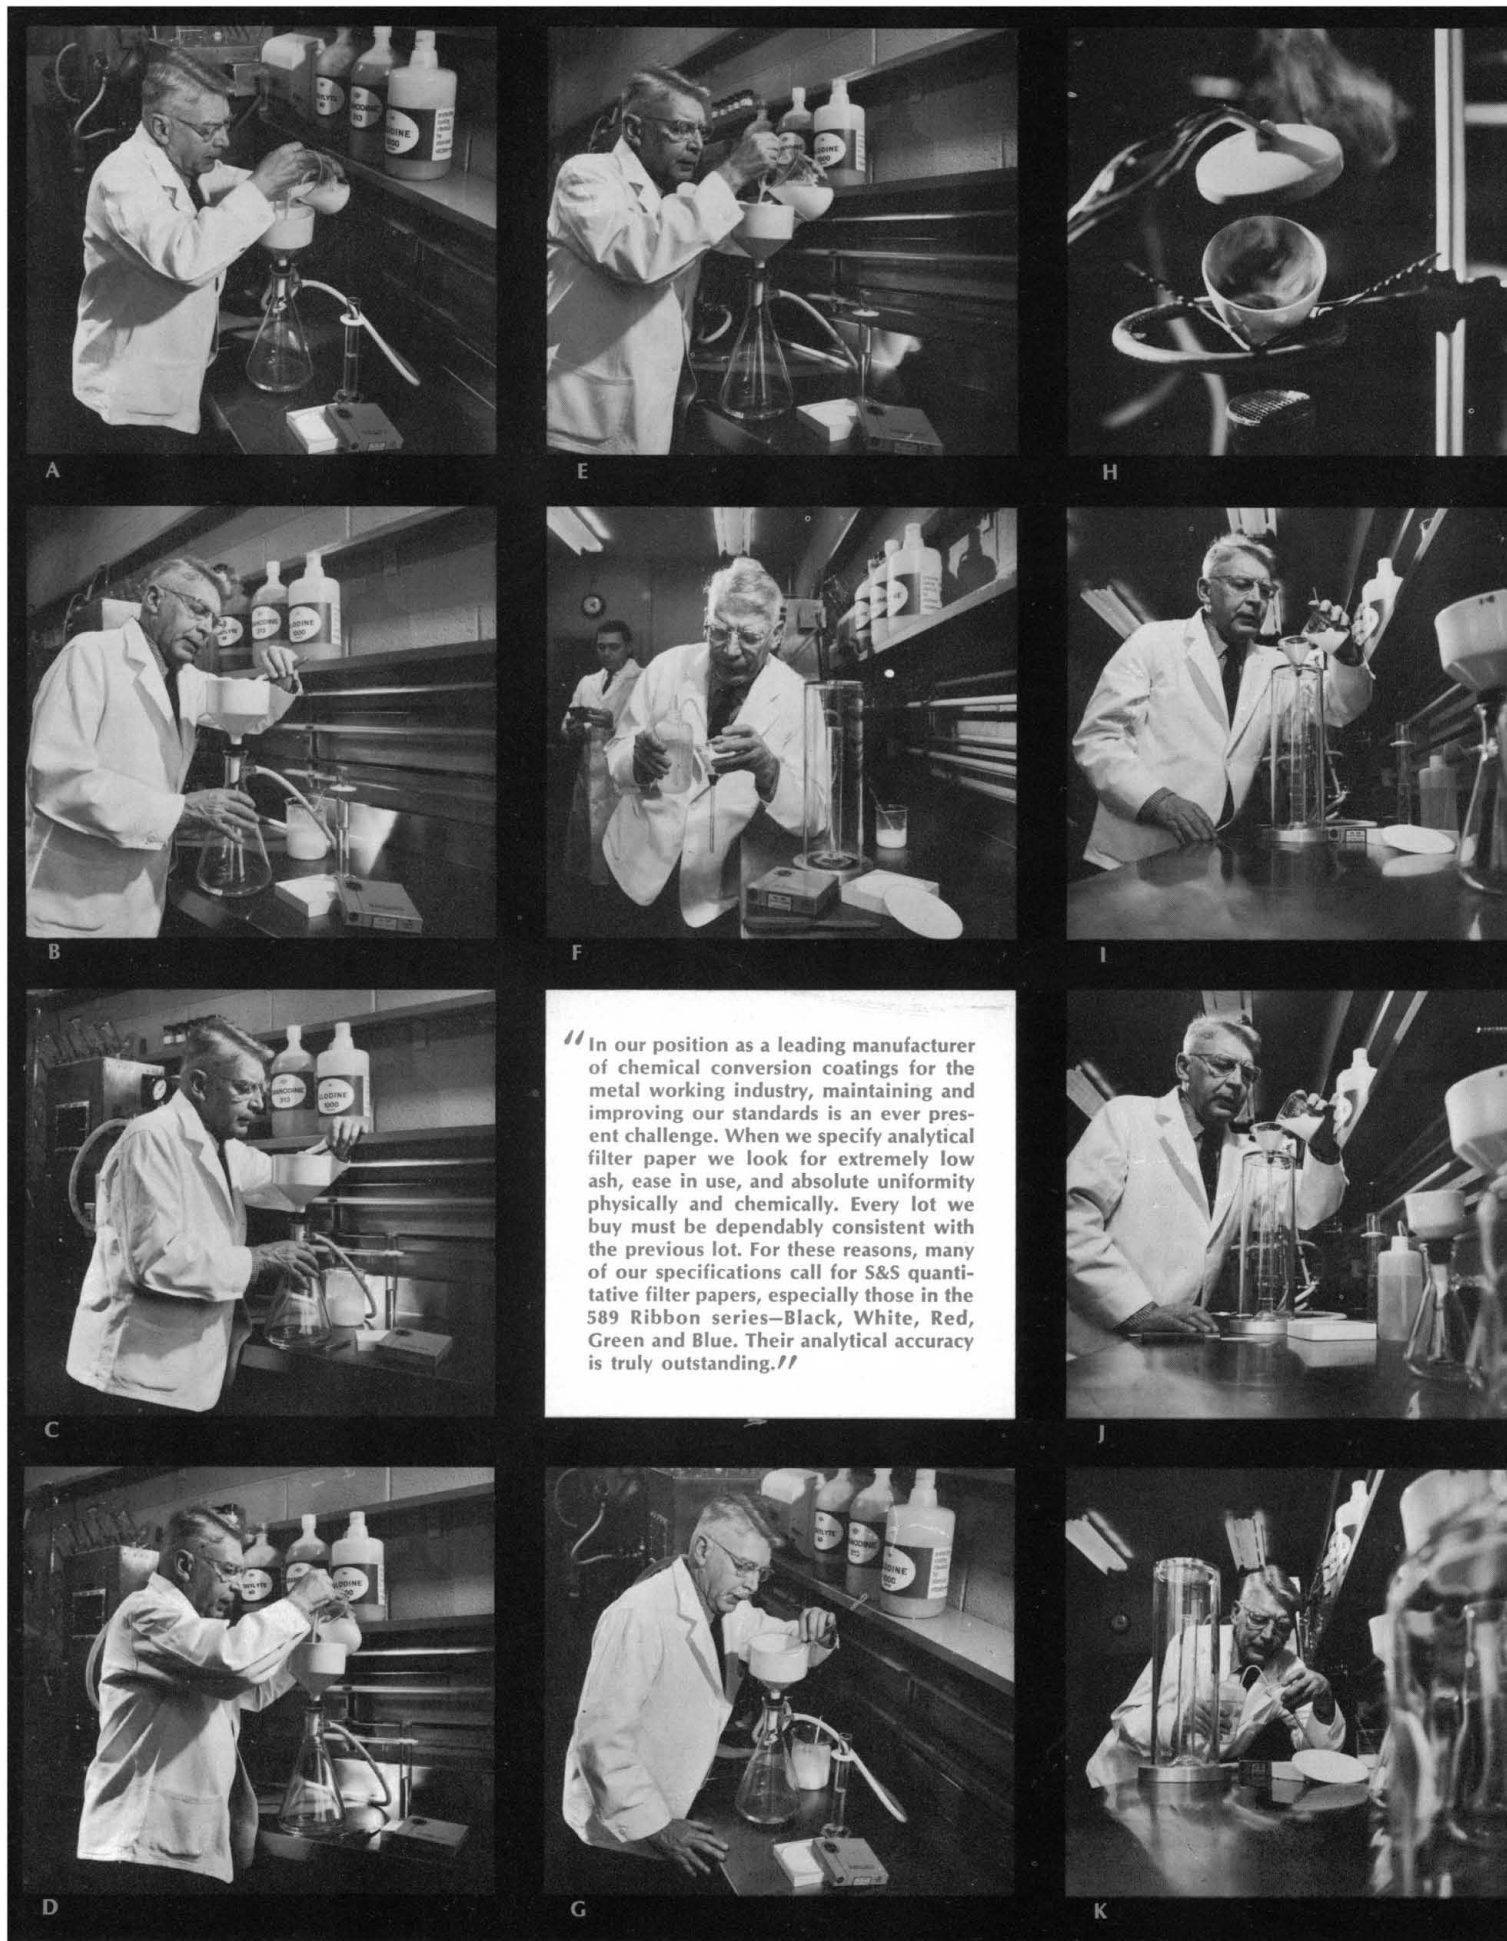 A
E
H
B
F
I
“In our position as a leading manufacturer
of chemical conversion coatings for the
metal working industry, maintaining and
improving our standards is an ever pres-
ent challenge. When we specify analytical
filter paper we look for extremely low
ash, ease in use, and absolute uniformity
physically and chemically. Every lot we
buy must be dependably consistent with
the previous lot. For these reasons, many
of our specifications call for S&S quanti-
tative filter papers, especially those in the
589 Ribbon series—Black, White, Red,
Green and Blue. Their analytical accuracy
is truly outstanding.”
C
J
D
G
K